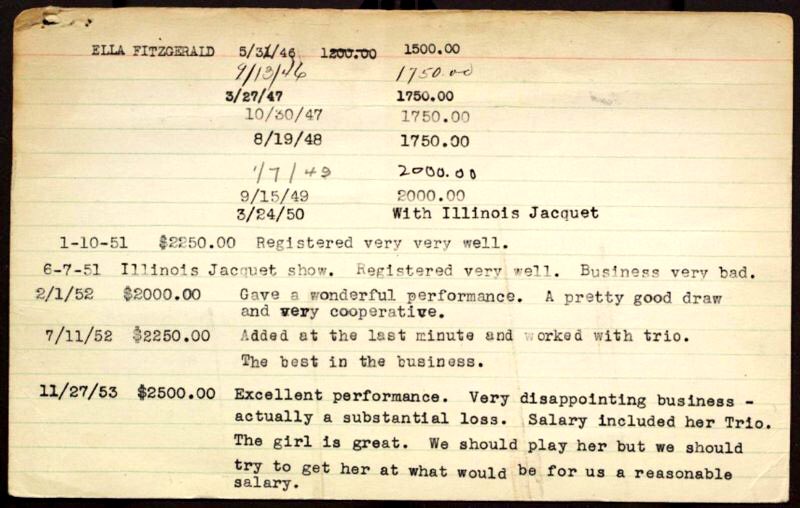 ELLA FITZGERALD 5/31/46 1200.00 1500.00
9/13/46 1750.00
3/27/47 1750.00
10/30/47 1750.00
8/19/48 1750.00
1/7/49 2000.00
9/15/49 2000.00
3/24/50 With Illinois Jacquet
1-10-51 $2250.00 Registered very very well.
6-7-51 Illinois Jacquet show. Registered very well. Business very bad.
2/1/52 $2000.00 Gave a wonderful performance. A pretty good draw
and very cooperative.
7/11/52 $2250.00 Added at the last minute and worked with trio.
The best in the business.
11/27/53 $2500.00 Excellent performance. Very disappointing business -
actually a substantial loss. Salary included her Trio.
The girl is great. We should play her but we should
try to get her at what would be for us a reasonable
salary.